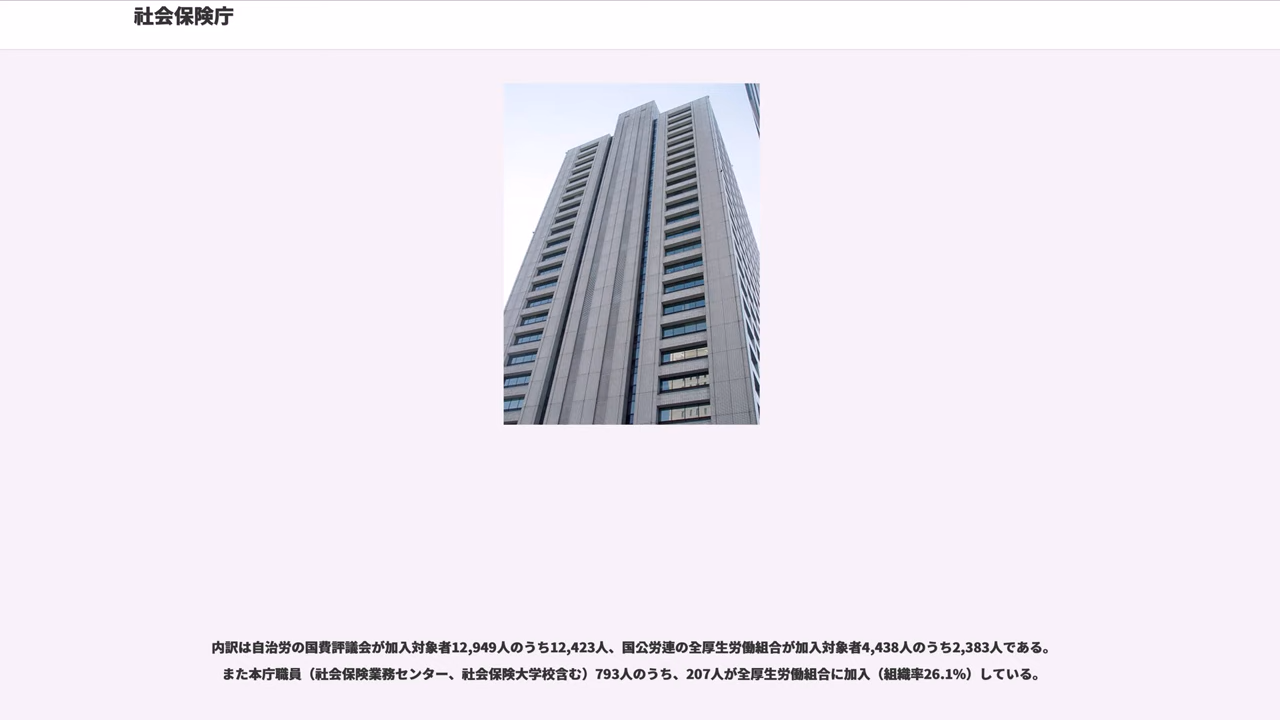 社会保険庁
内訳は自治労の国費評議会が加入対象者12,949人のうち12,423人、国公労連の全厚生労働組合が加入対象者4,438人のうち2,383人である。
また本庁職員（社会保険業務センター、社会保険大学校含む）793人のうち、207人が全厚生労働組合に加入（組織率26.1%）している。